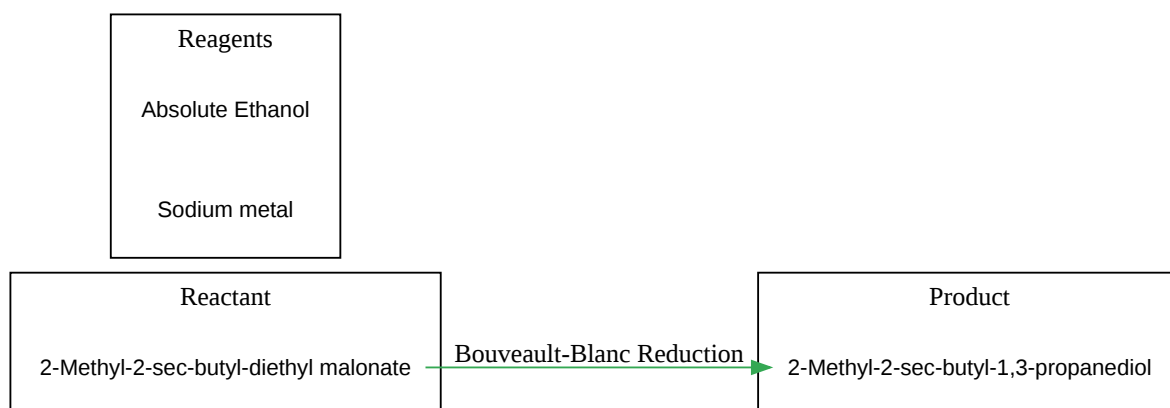 Reagents
Absolute Ethanol
Sodium metal
Reactant
2-Methyl-2-sec-butyl-diethyl malonate
Bouveault-Blanc Reduction
Product
2-Methyl-2-sec-butyl-1,3-propanediol